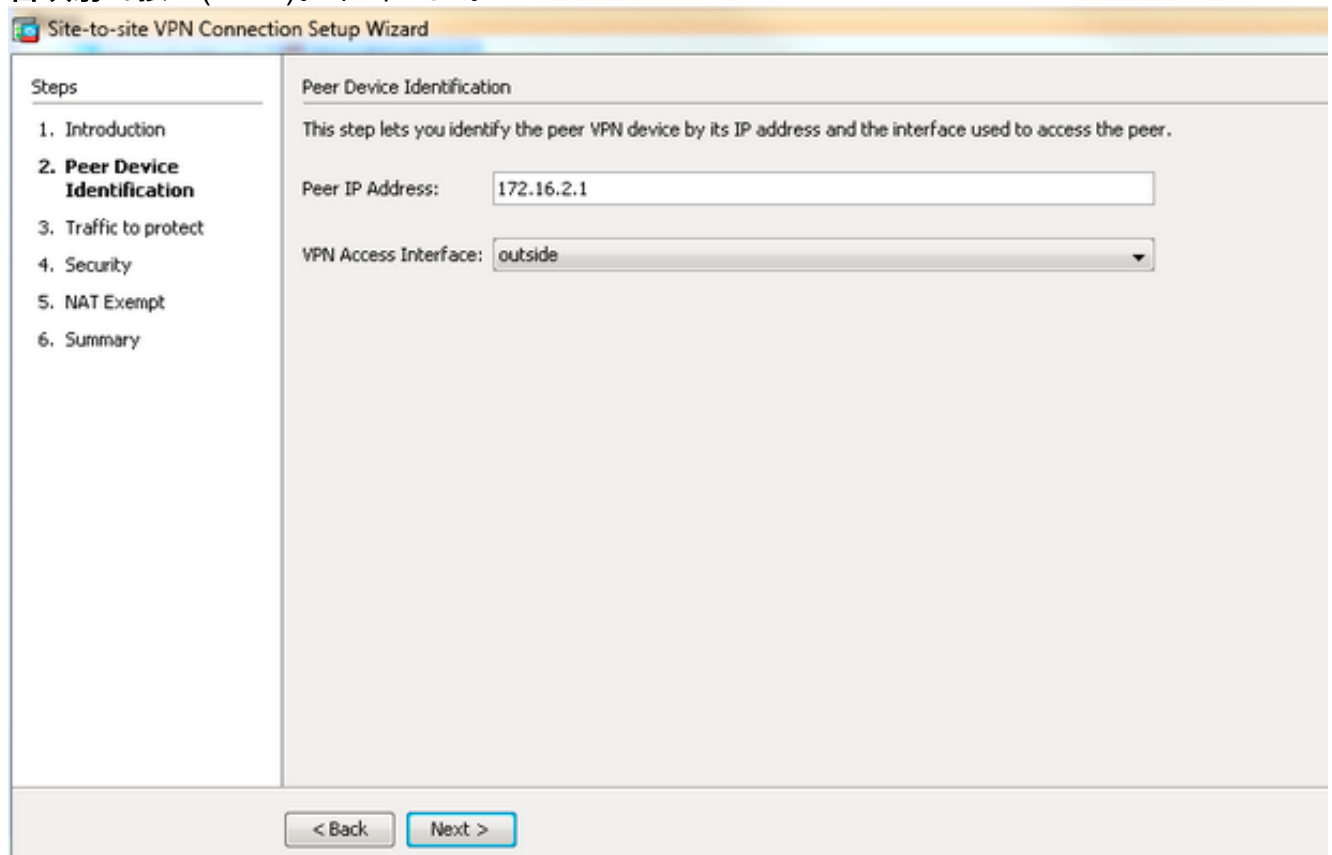 Site-to-site VPN Connection Setup Wizard
Steps
1. Introduction
2. Peer Device
Identification
3. Traffic to protect
4. Security
5. NAT Exempt
6. Summary
Peer Device Identification
This step lets you identify the peer VPN device by its IP address and the interface used to access the peer.
Peer IP Address: 172.16.2.1
VPN Access Interface: outside
< Back
Next >